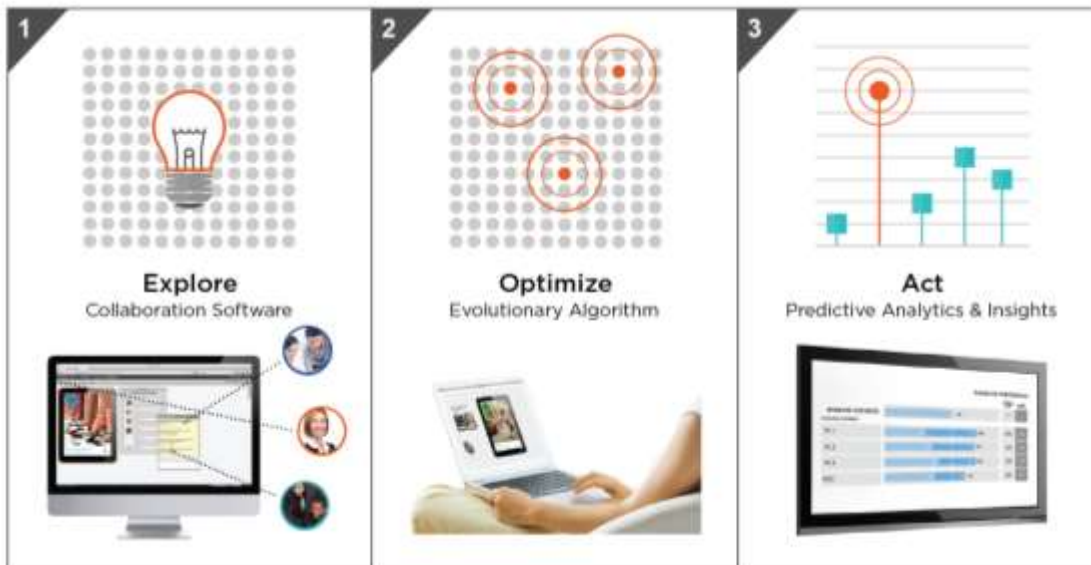 1
Explore
Collaboration Software
2
Optimize
Evolutionary Algorithm
3
Act
Predictive Analytics & Insights